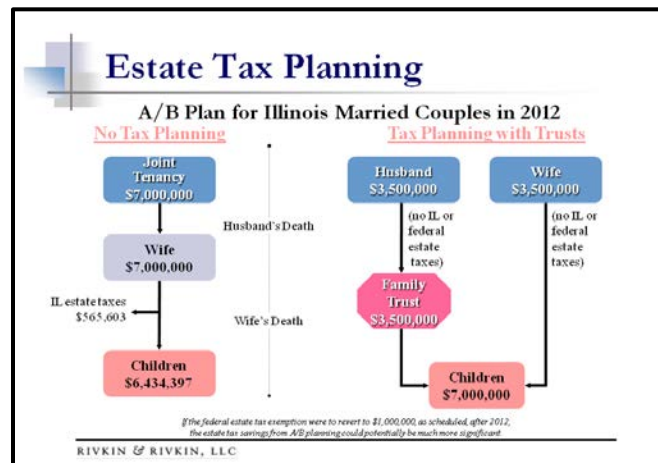 Estate Tax Planning
A/B Plan for Illinois Married Couples in 2012
No Tax Planning
Joint
Tenancy
$7,000,000
Wife
$7,000,000
IL estate taxes
$565,603
Children
$6,434,397
Husband's Death
Wife's Death
Tax Planning with Trusts
Husband
$3,500,000
Wife
$3,500,000
(no IL or
federal
estate
taxes)
(no IL or
federal
estate
taxes)
Family
Trust
$3,500,000
Children
$7,000,000
If the federal estate tax exemption were to revert to $1,000,000, as scheduled, after 2012,
the estate tax savings from A/B planning could potentially be much more significant
RIVKIN & RIVKIN, LLC